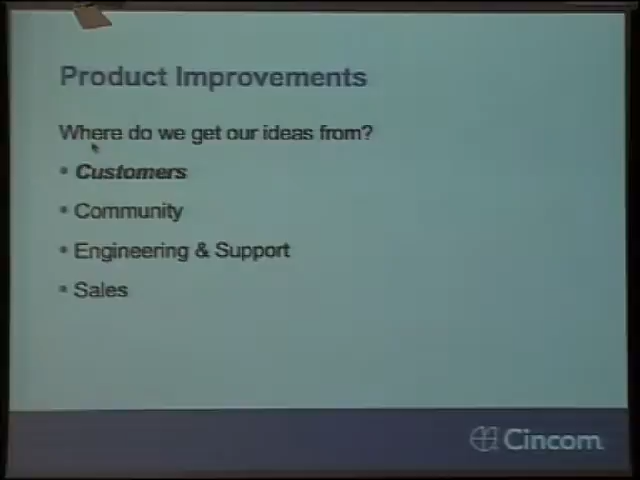 Product Improvements
Where do we get our ideas from?
• Customers
• Community
• Engineering & Support
• Sales
Cincom